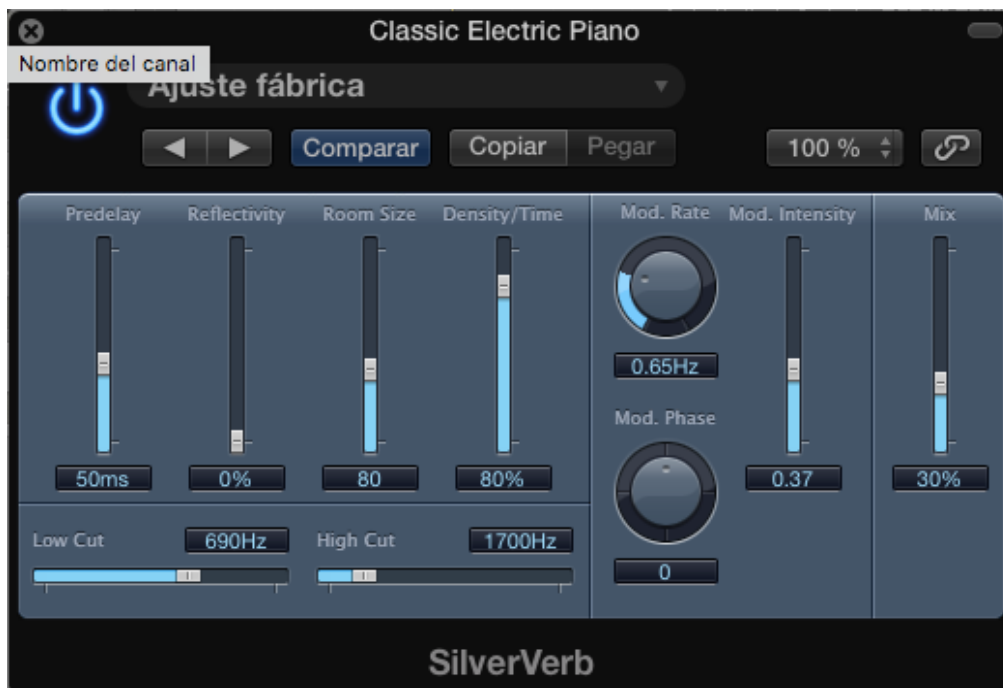 Classic Electric Piano
Nombre del canal
Ajuste fábrica
Comparar Copiar Pegar 100 %
Predelay Reflectivity Room Size Density/Time Mod. Rate Mod. Intensity Mix
0.65Hz
Mod. Phase
50ms 0% 80 80% 0.37 30%
Low Cut 690Hz High Cut 1700Hz
0
SilverVerb